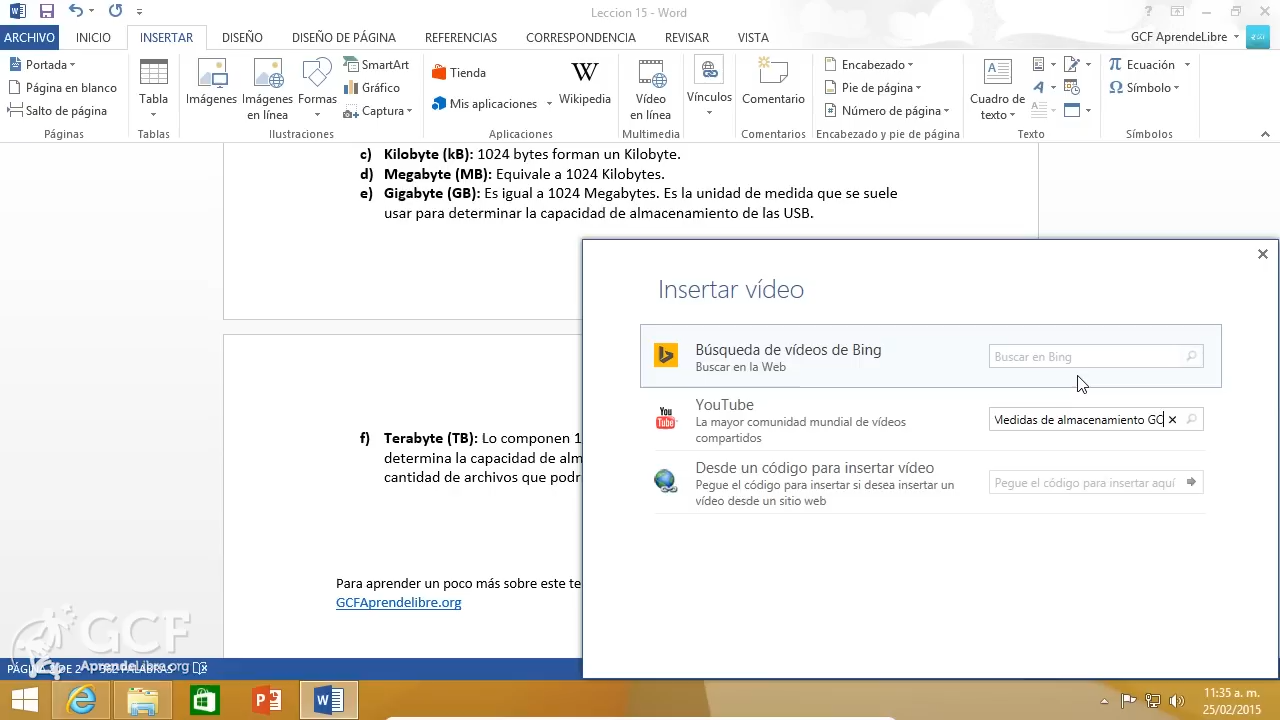 Leccion 15 - Word
ARCHIVO INICIO INSERTAR DISEÑO DISEÑO DE PÁGINA REFERENCIAS CORRESPONDENCIA REVISAR VISTA GCF AprendeLibre
Portada
Página en blanco
Salto de página
Páginas
Tabla
Tablas
Imágenes
Imágenes en línea
Formas
SmartArt
Gráfico
Captura
Ilustraciones
Tienda
Mis aplicaciones
Wikipedia
Aplicaciones
Vídeo
en línea
Multimedia
Vínculos
Comentario
Comentarios
Encabezado
Pie de página
Número de página
Encabezado y pie de página
Cuadro de
texto
Texto
Ecuación
Símbolo
Símbolos
c) Kilobyte (kB): 1024 bytes forman un Kilobyte.
d) Megabyte (MB): Equivale a 1024 Kilobytes.
e) Gigabyte (GB): Es igual a 1024 Megabytes. Es la unidad de medida que se suele
usar para determinar la capacidad de almacenamiento de las USB.
f) Terabyte (TB): Lo componen 1
determina la capacidad de alm
cantidad de archivos que podr
Para aprender un poco más sobre este te
GCFAprendelibre.org
Insertar vídeo
Búsqueda de vídeos de Bing
Buscar en la Web
Buscar en Bing
YouTube
La mayor comunidad mundial de vídeos
compartidos
Medidas de almacenamiento GC
Desde un código para insertar vídeo
Pegue el código para insertar si desea insertar un
vídeo desde un sitio web
Pegue el código para insertar aquí
GCF
AprendeLibre.org
11:35 a. m.
25/02/2015